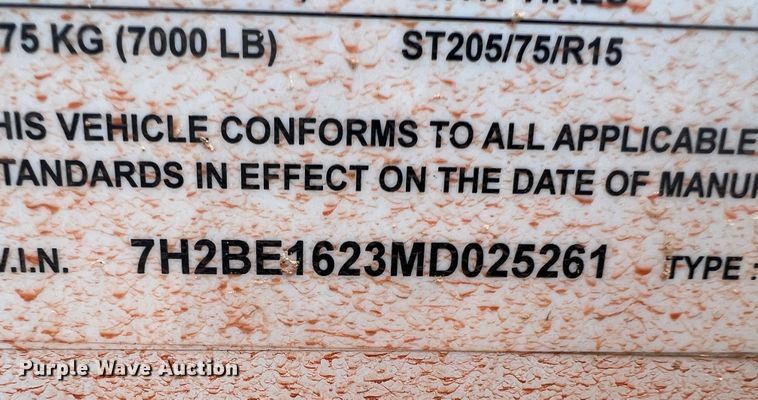 75 KG (7000 LB) ST205/75/R15
HIS VEHICLE CONFORMS TO ALL APPLICABLE
TANDARDS IN EFFECT ON THE DATE OF MANU
V.I.N. 7H2BE1623MD025261 TYPE :
Purple Wave Auction